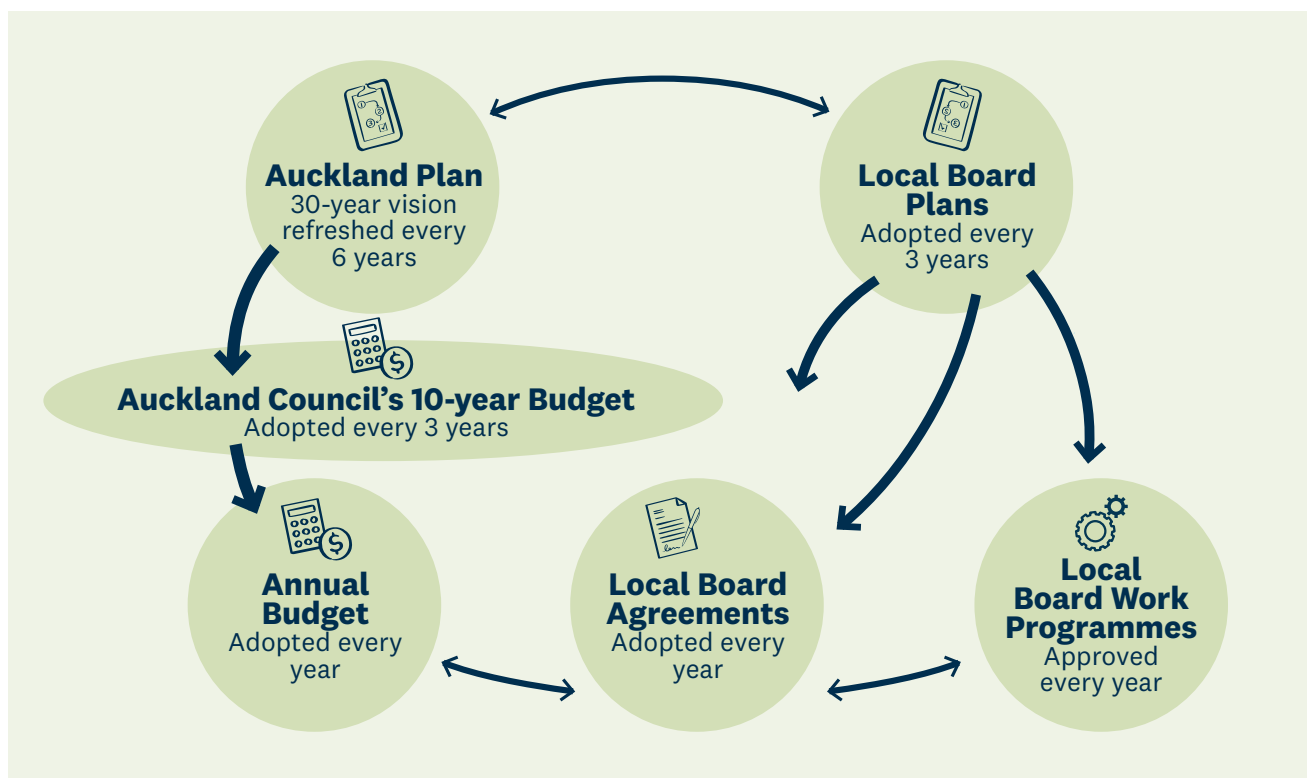 Auckland Plan
30-year vision
refreshed every
6 years
Local Board
Plans
Adopted every
3 years
Auckland Council’s 10-year Budget
Adopted every 3 years
Annual
Budget
Adopted every
year
Local Board
Agreements
Adopted every
year
Local
Board Work
Programmes
Approved
every year